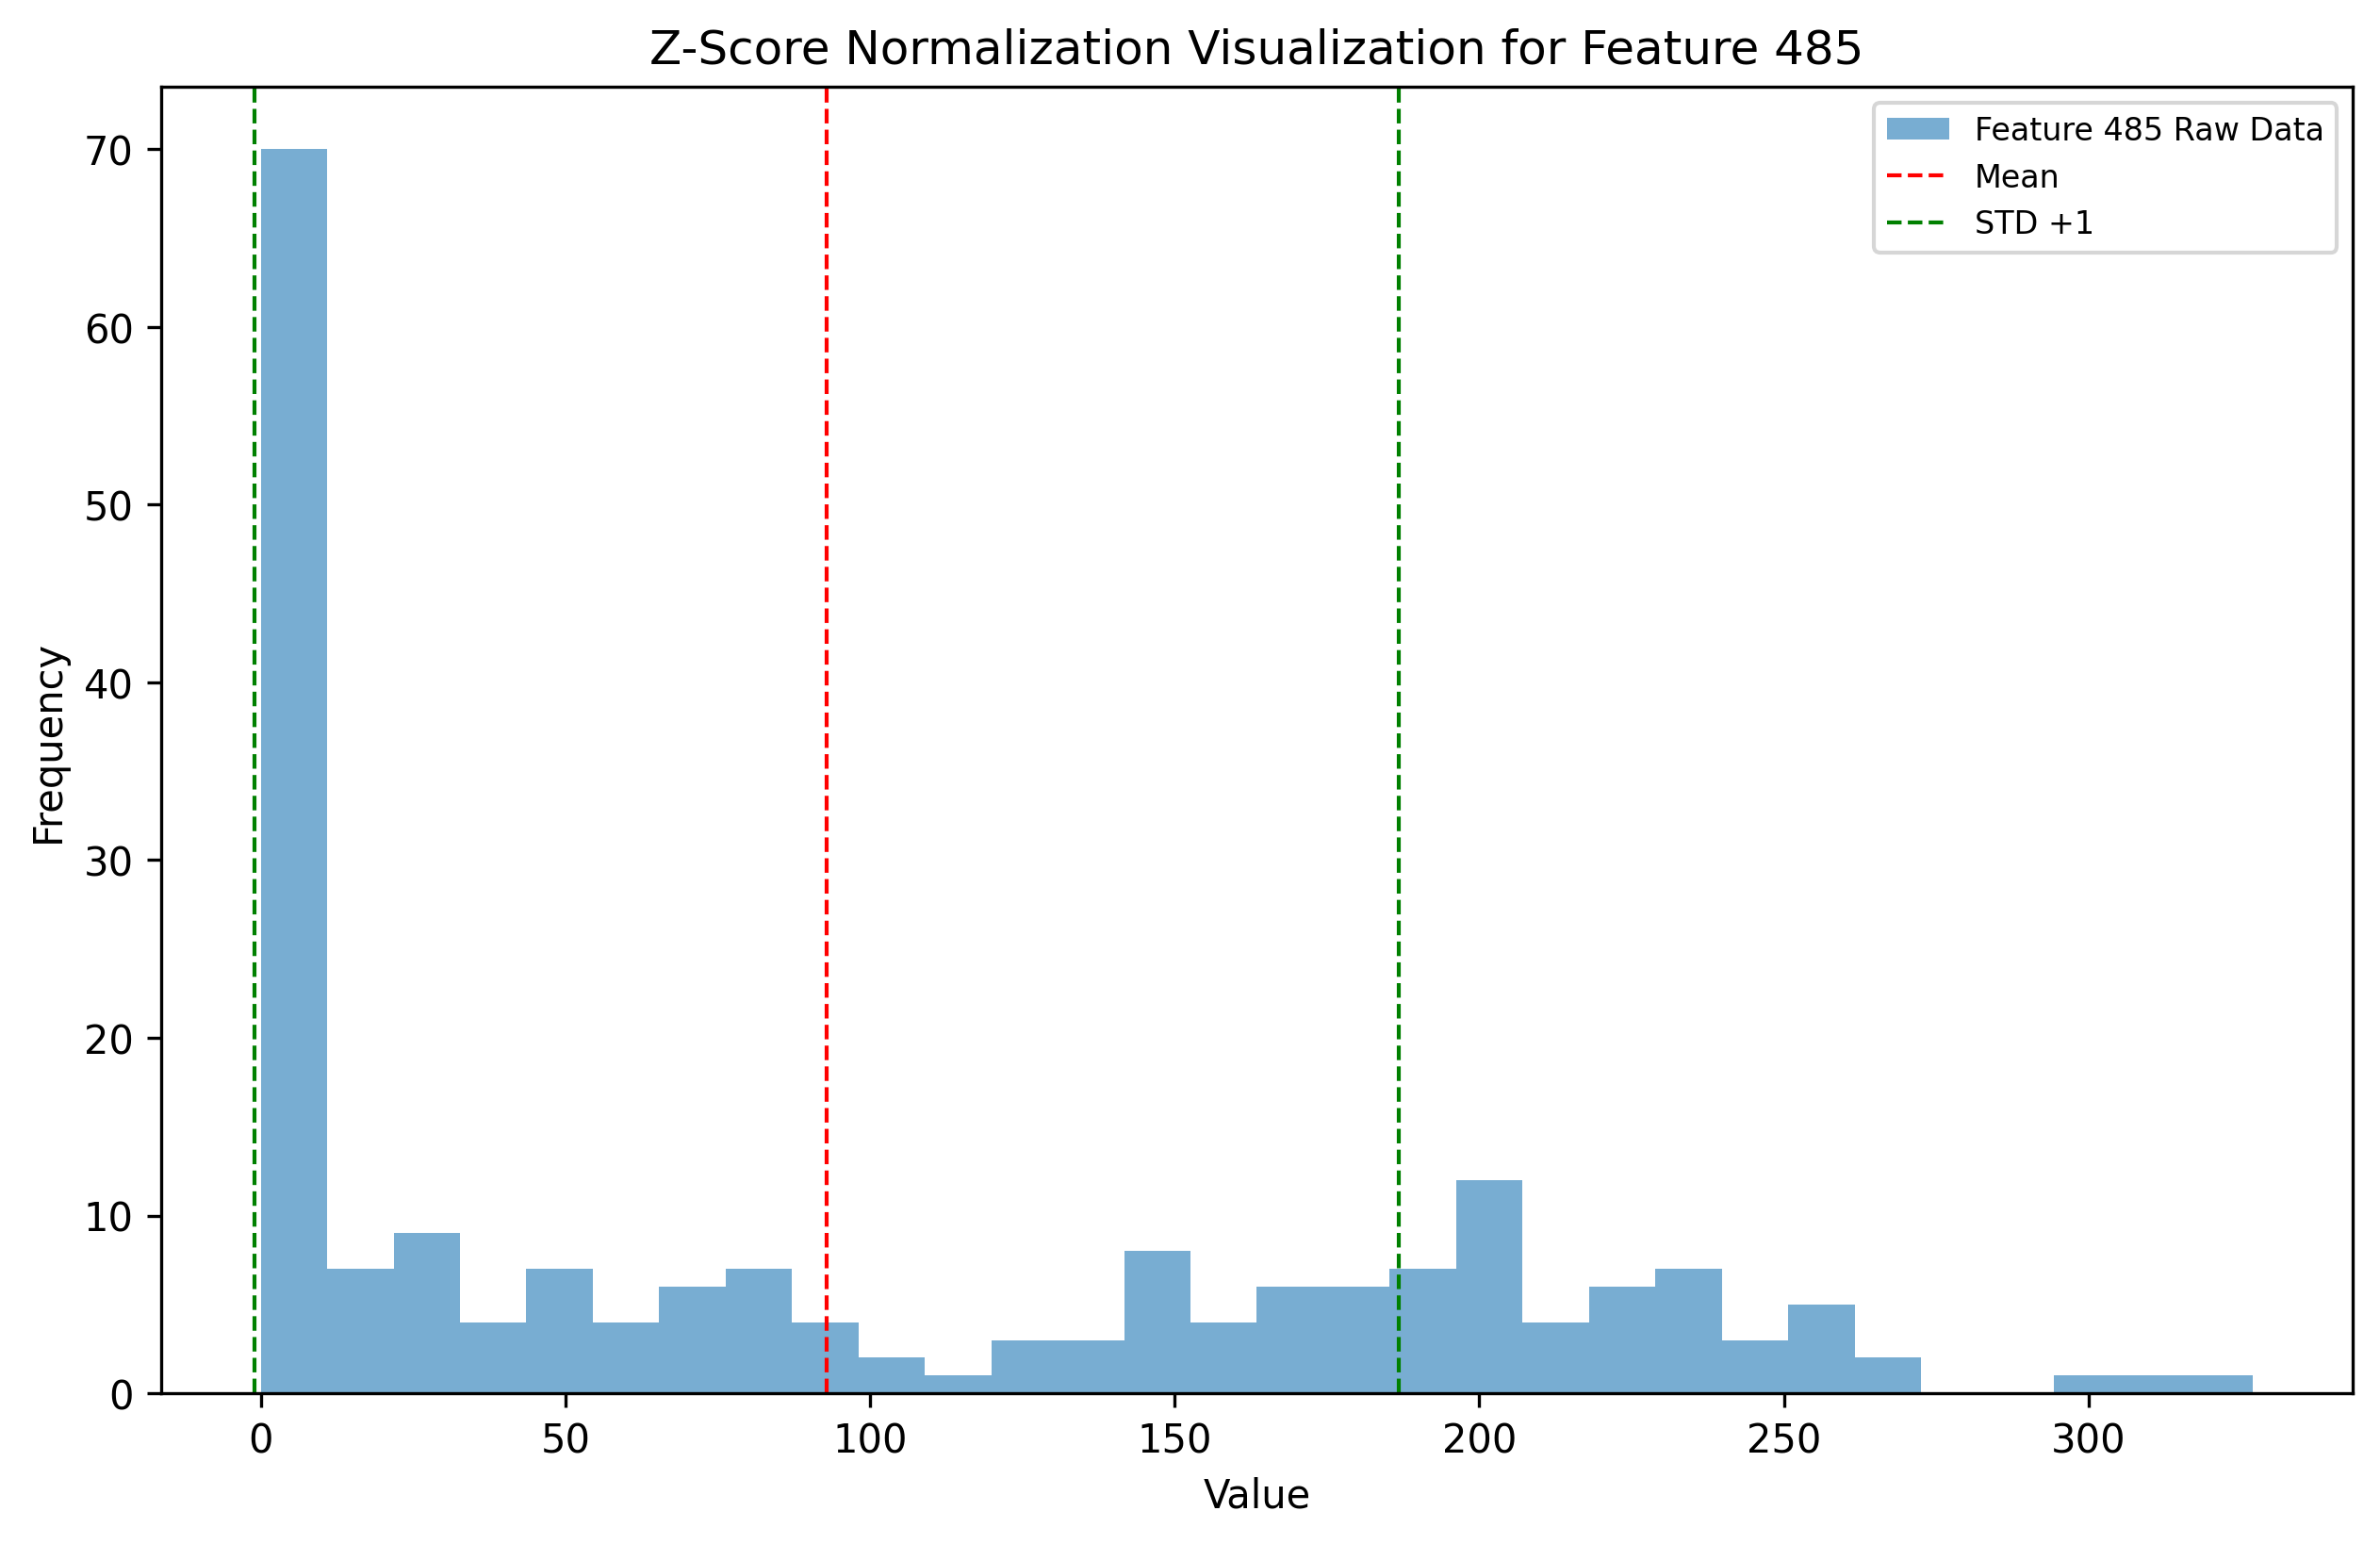 Z-Score Normalization Visualization for Feature 485
Feature 485 Raw Data
Mean
STD +1
Frequency
70
60
50
40
30
20
10
0
0 50 100 150 200 250 300
Value